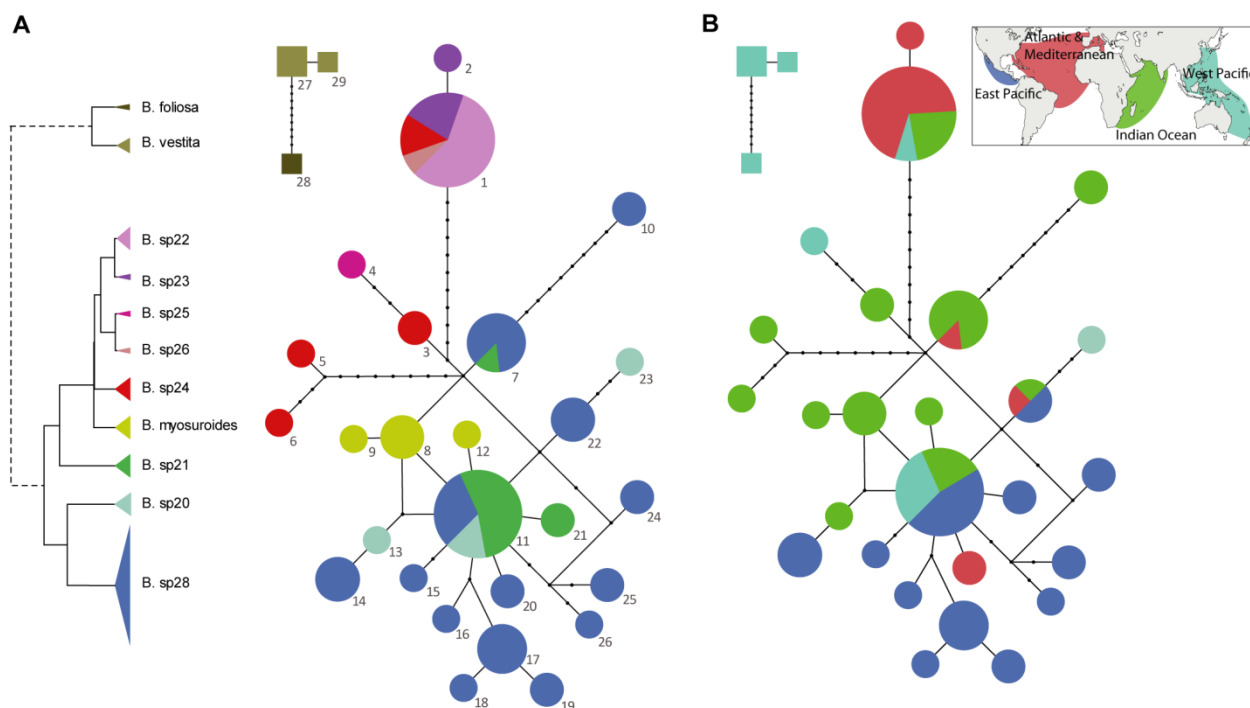 A
B
B. foliosa
B. vestita
B. sp22
B. sp23
B. sp25
B. sp26
B. sp24
B. myosuroides
B. sp21
B. sp20
B. sp28
27
29
28
2
1
10
4
3
5
6
7
23
22
9
8
12
11
21
24
13
14
15
16
20
25
26
17
18
19
Atlantic &
Mediterranean
West Pacific
East Pacific
Indian Ocean